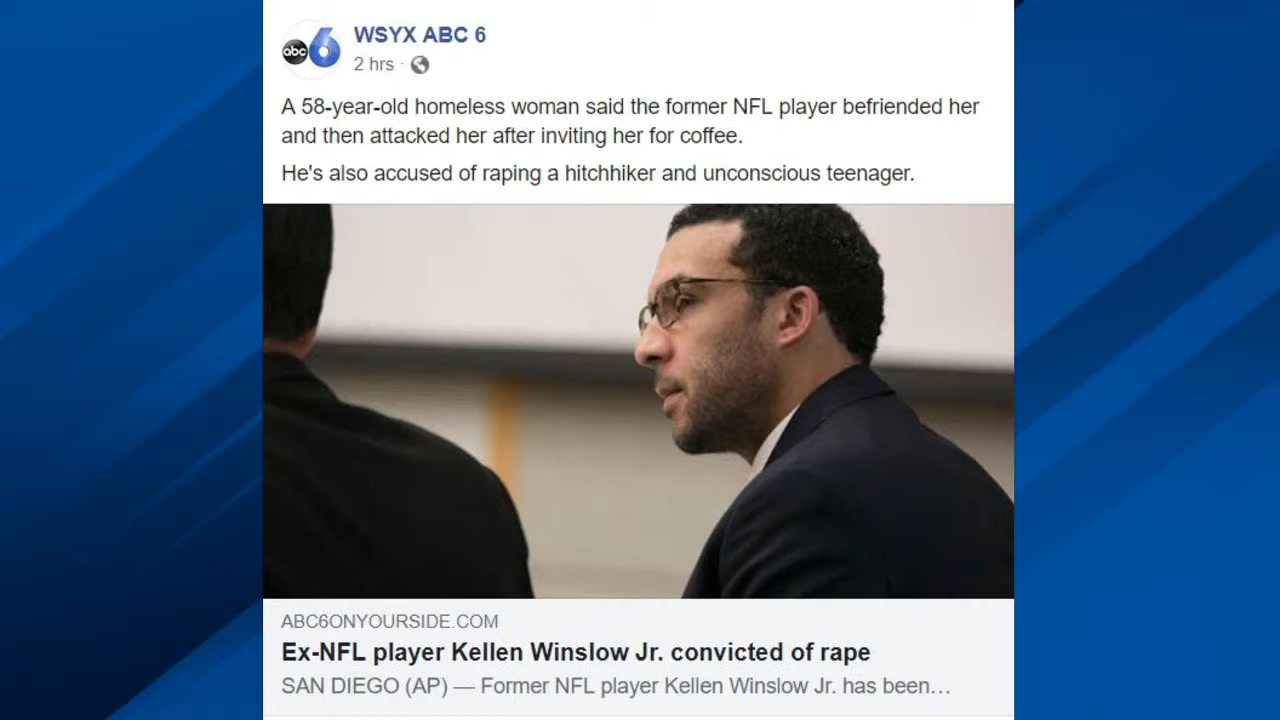 abc 6
WSYX ABC 6
2 hrs ·
A 58-year-old homeless woman said the former NFL player befriended her
and then attacked her after inviting her for coffee.
He's also accused of raping a hitchhiker and unconscious teenager.
ABC6ONYOURSIDE.COM
Ex-NFL player Kellen Winslow Jr. convicted of rape
SAN DIEGO (AP) — Former NFL player Kellen Winslow Jr. has been…